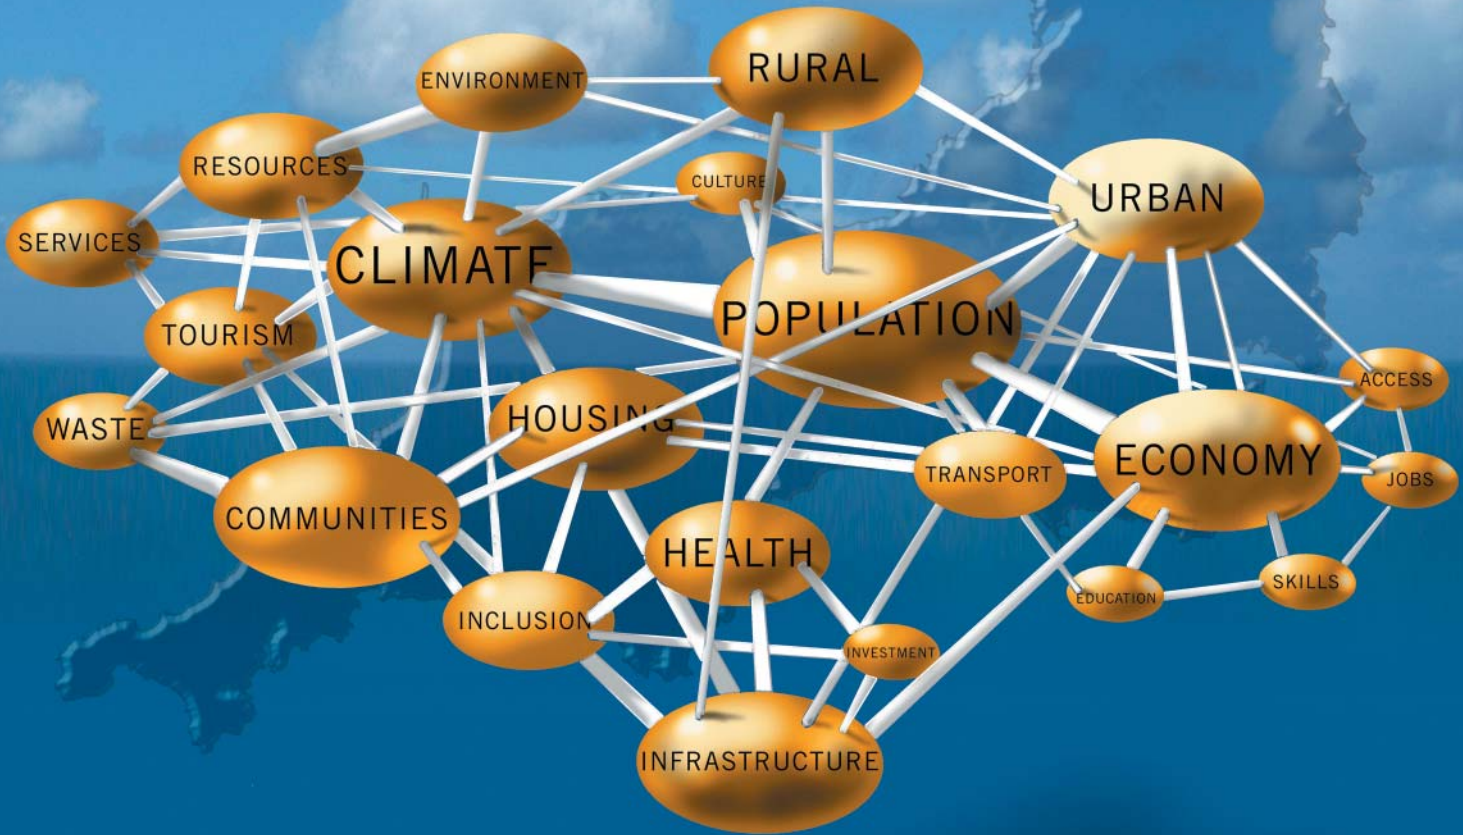 RURAL
ENVIRONMENT
RESOURCES
CULTURE
URBAN
SERVICES
CLIMATE
TOURISM
POPULATION
ACCESS
WASTE
HOUSING
ECONOMY
TRANSPORT
JOBS
COMMUNITIES
HEALTH
SKILLS
EDUCATION
INCLUSION
INVESTMENT
INFRASTRUCTURE